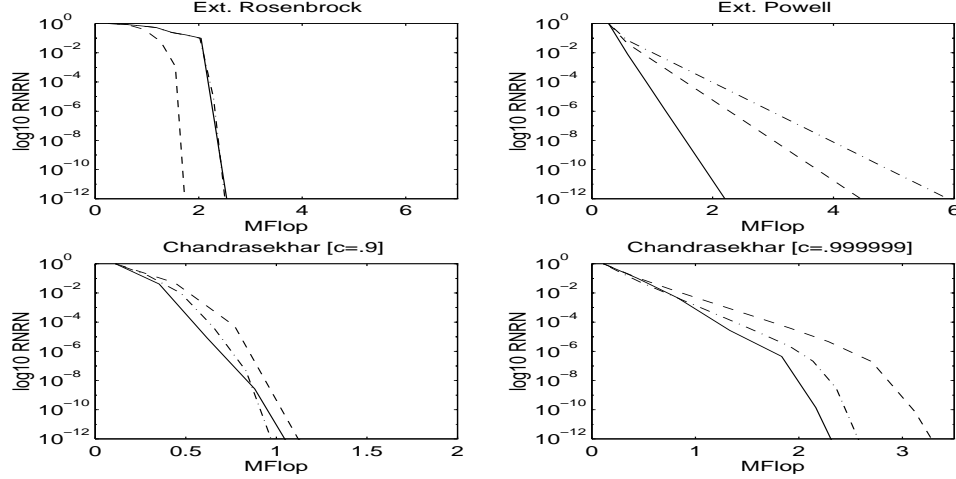 Ext. Rosenbrock
10^0
10^-2
10^-4
10^-6
10^-8
10^-10
10^-12
log10 RNRN
0 2 4 6
MFlop
Ext. Powell
10^0
10^-2
10^-4
10^-6
10^-8
10^-10
10^-12
log10 RNRN
0 2 4 6
MFlop
Chandrasekhar [c=.9]
10^0
10^-2
10^-4
10^-6
10^-8
10^-10
10^-12
log10 RNRN
0 0.5 1 1.5 2
MFlop
Chandrasekhar [c=.999999]
10^0
10^-2
10^-4
10^-6
10^-8
10^-10
10^-12
log10 RNRN
0 1 2 3
MFlop